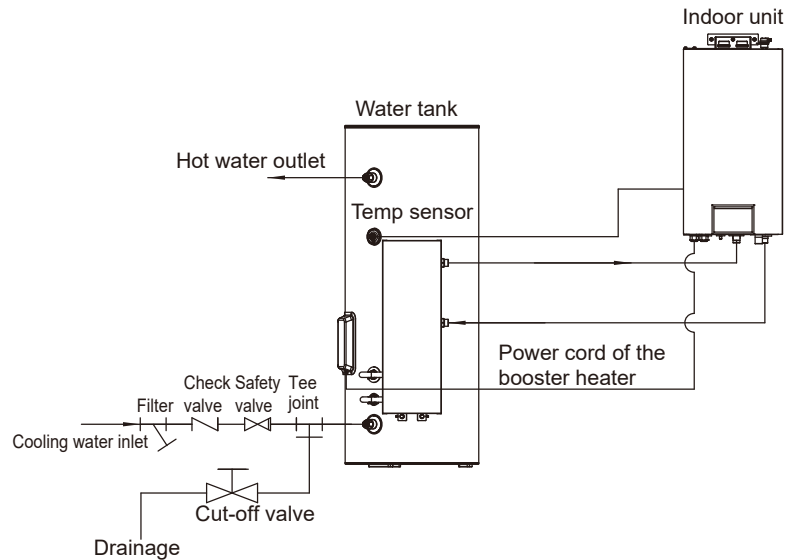 Indoor unit
Water tank
Hot water outlet
Temp sensor
Power cord of the
booster heater
Check Safety Tee
Filter valve valve joint
Cooling water inlet
Cut-off valve
Drainage